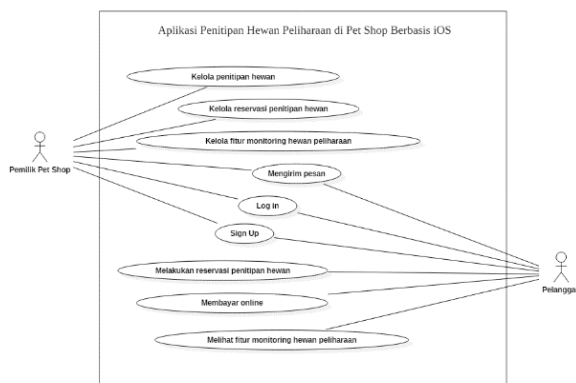 Aplikasi Penitipan Hewan Peliharaan di Pet Shop Berbasis iOS
Kelola penitipan hewan
Kelola reservasi penitipan hewan
Kelola fitur monitoring hewan peliharaan
Pemilik Pet Shop
Mengirim pesan
Log in
Sign Up
Melakukan reservasi penitipan hewan
Pelangga
Membayar online
Melihat fitur monitoring hewan peliharaan